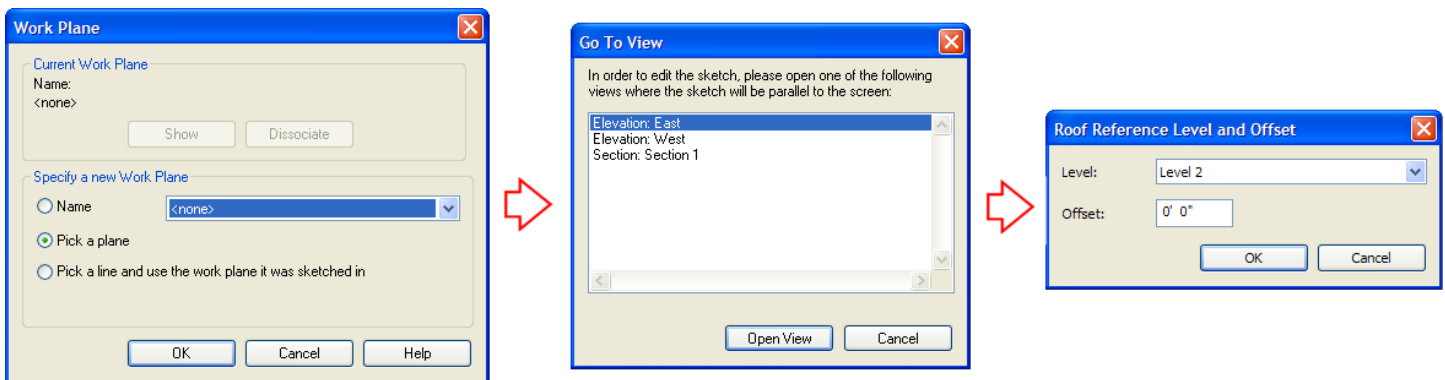 Work Plane
Current Work Plane
Name:
<none>
Show
Dissociate
Specify a new Work Plane
Name
<none>
Pick a plane
Pick a line and use the work plane it was sketched in
OK
Cancel
Help
Go To View
In order to edit the sketch, please open one of the following
views where the sketch will be parallel to the screen:
Elevation: East
Elevation: West
Section: Section 1
Open View
Cancel
Roof Reference Level and Offset
Level:
Level 2
Offset:
0' 0"
OK
Cancel